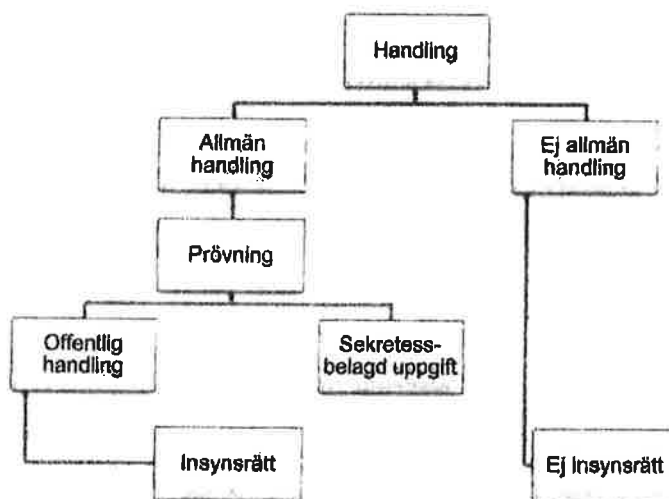 Handling
Allmän
handling
Ej allmän
handling
Prövning
Offentlig
handling
Sekretess-
belagd uppgift
Insynsrätt
Ej insynsrätt